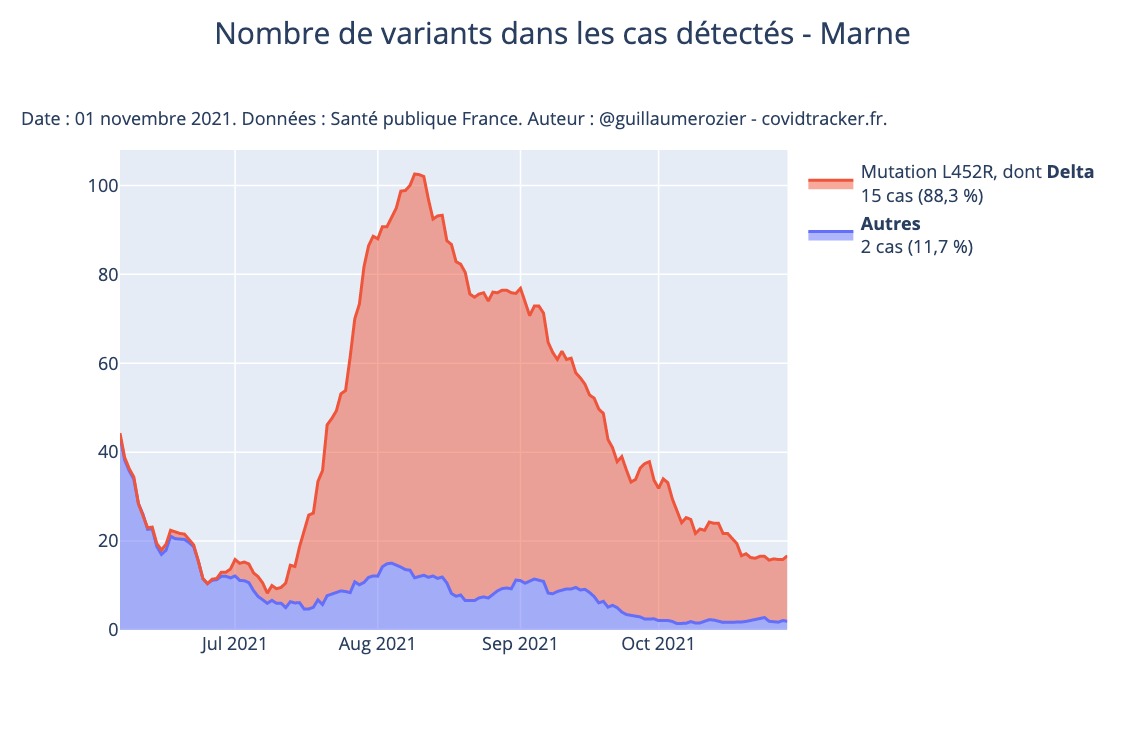 Nombre de variants dans les cas détectés - Marne
Date : 01 novembre 2021. Données : Santé publique France. Auteur : @guillaumerozier - covidtracker.fr.
Mutation L452R, dont Delta
15 cas (88,3 %)
Autres
2 cas (11,7 %)
100
80
60
40
20
0
Jul 2021
Aug 2021
Sep 2021
Oct 2021